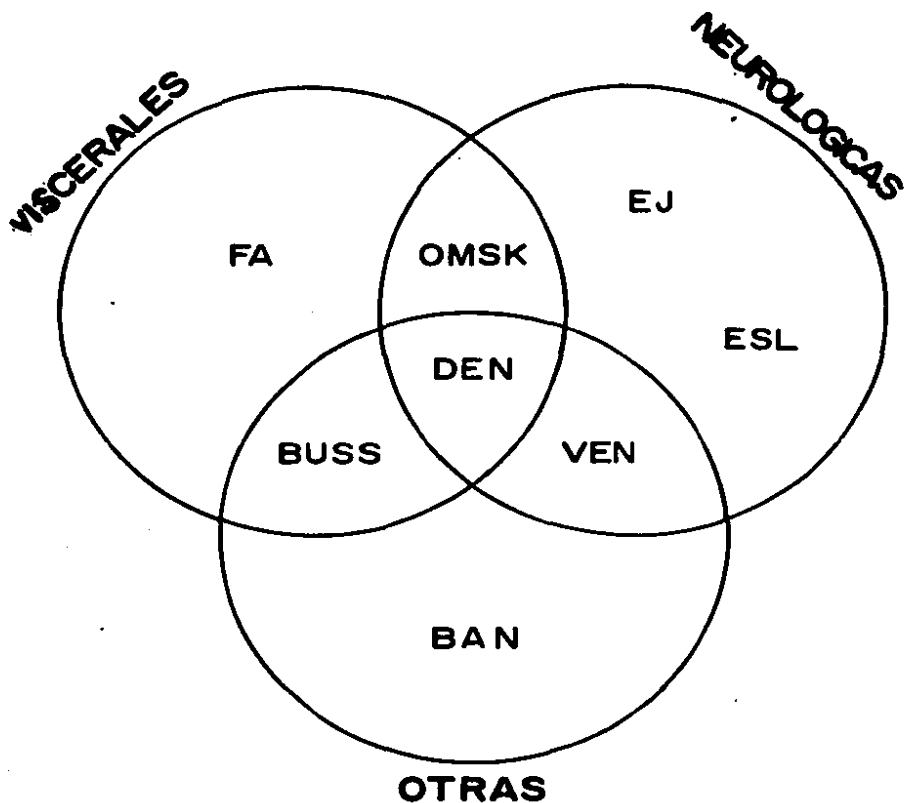 VISCERALES
NEUROLOGICAS
EJ
FA
OMSK
ESL
DEN
BUSS
VEN
BAN
OTRAS